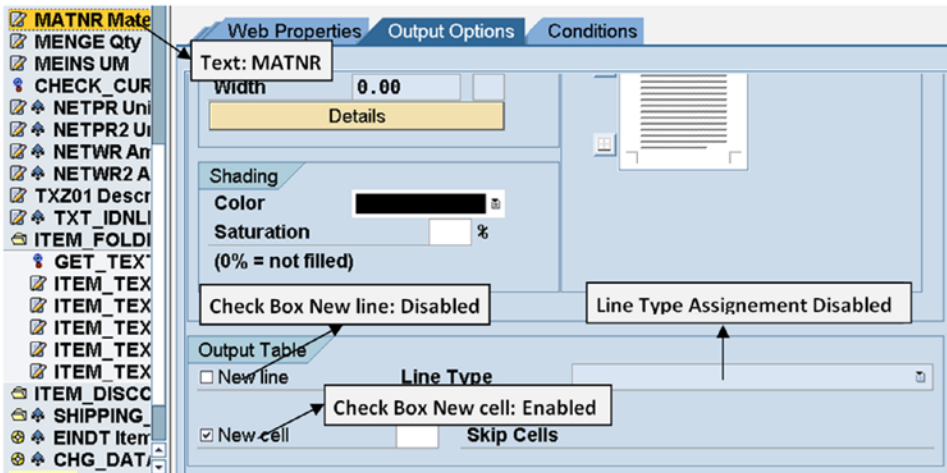 MATNR Mate
MENGE Qty
MEINS UM
CHECK_CUR
NETPR Uni
NETPR2 U
NETWR Am
NETWR2 A
TXZ01 Descr
TXT_IDNLI
ITEM_FOLDI
GET_TEXT
ITEM_TEX
ITEM_TEX
ITEM_TEX
ITEM_TEX
ITEM_TEX
ITEM_DISCC
SHIPPING_
EINDT Item
CHG_DATA
Web Properties Output Options Conditions
Text: MATNR
Width 0.00
Details
Shading
Color
Saturation %
(0% = not filled)
Check Box New line: Disabled
Line Type Assignement Disabled
Output Table
New line Line Type
Check Box New cell: Enabled
New cell Skip Cells